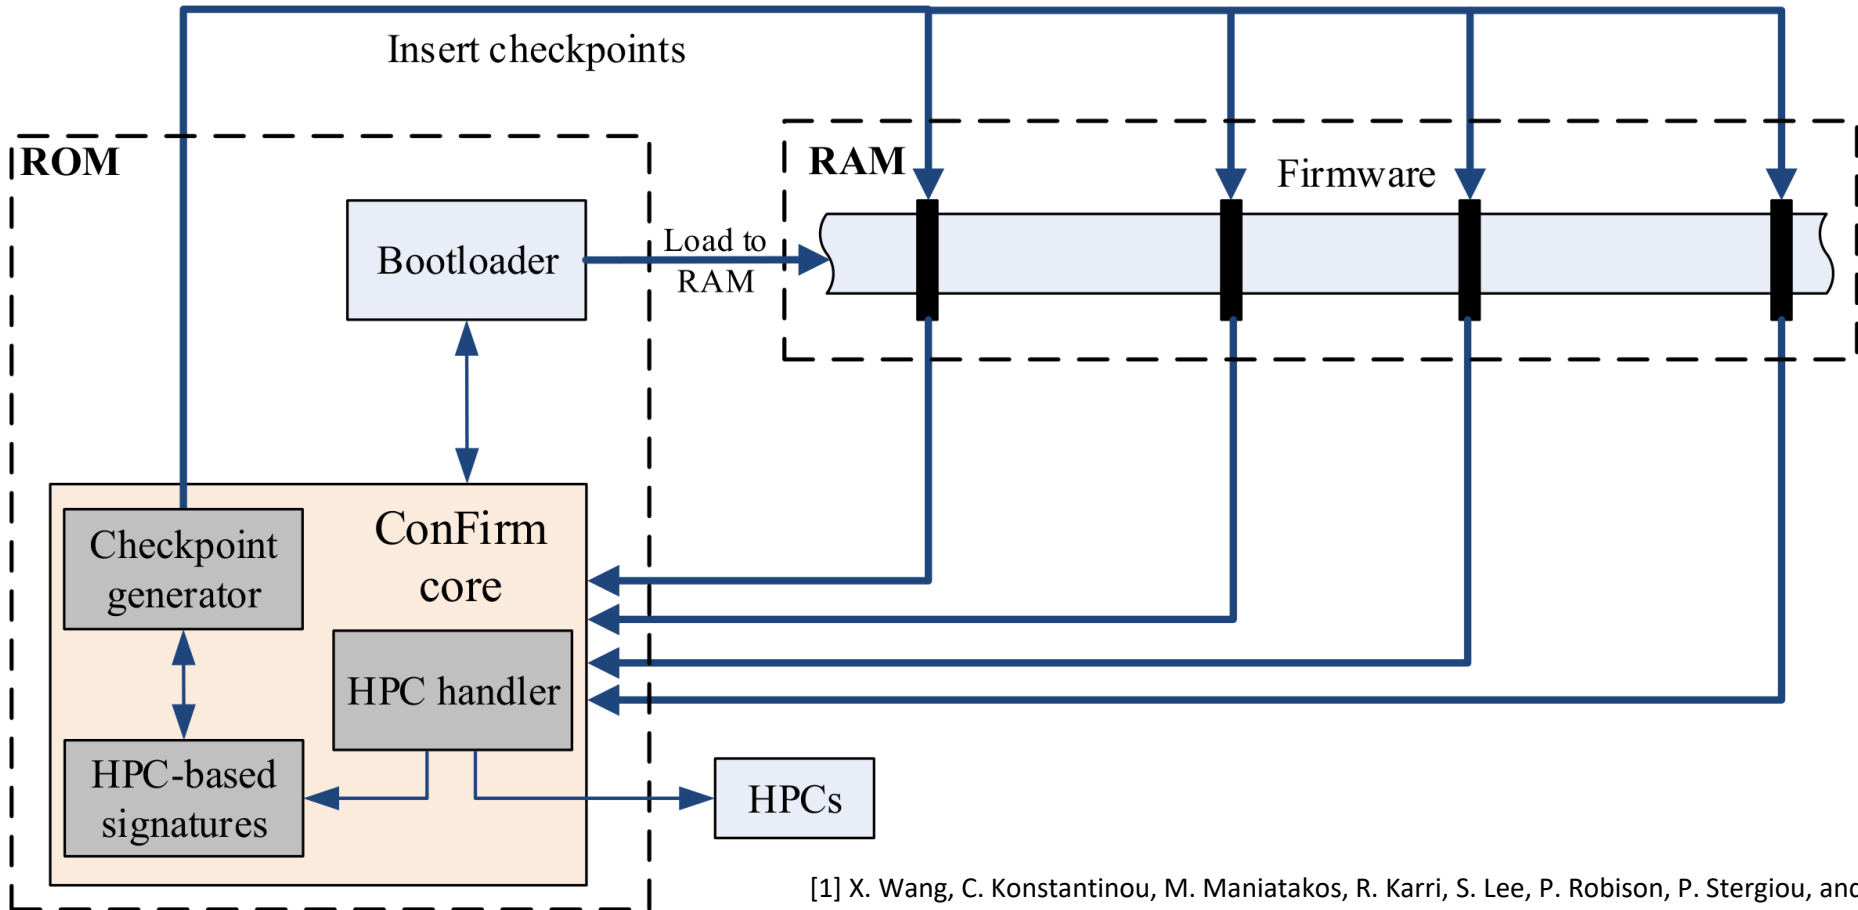 Insert checkpoints
ROM
RAM
Firmware
Bootloader
Load to
RAM
Checkpoint
generator
ConFirm
core
HPC handler
HPC-based
signatures
HPCs
[1] X. Wang, C. Konstantinou, M. Maniatakos, R. Karri, S. Lee, P. Robison, P. Stergiou, and